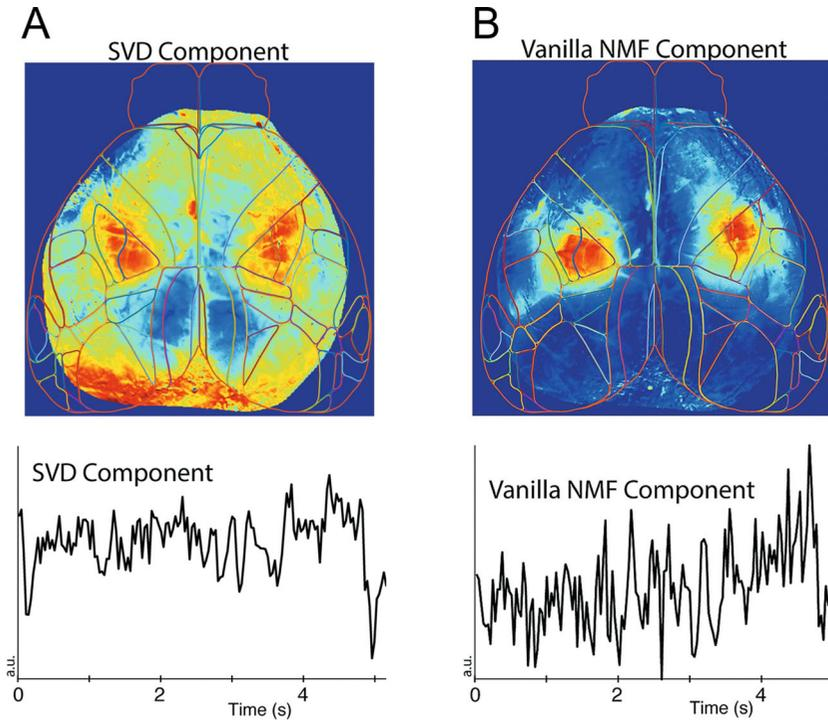 A
SVD Component
B
Vanilla NMF Component
SVD Component
a.u.
0
2
4
Time (s)
Vanilla NMF Component
a.u.
0
2
4
Time (s)